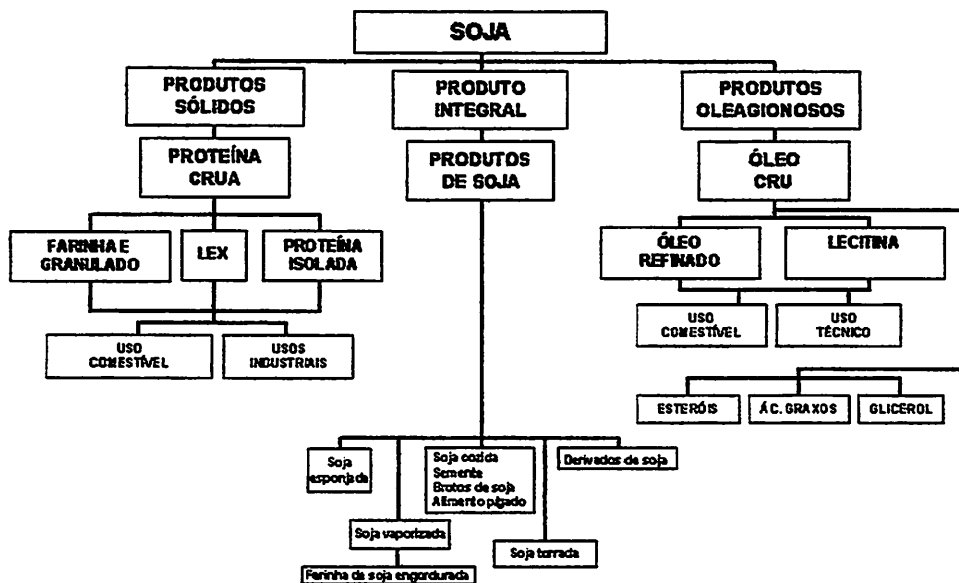 SOJA
PRODUTOS
SÓLIDOS
PRODUTO
INTEGRAL
PRODUTOS
OLEAGIONOSOS
PROTEÍNA
CRUA
PRODUTOS
DE SOJA
ÓLEO
CRU
FARINHA E
GRANULADO
LEX
PROTEÍNA
ISOLADA
ÓLEO
REFINADO
LECITINA
USO
COMESTÍVEL
USOS
INDUSTRIAIS
USO
COMESTÍVEL
USO
TÉCNICO
ESTERÓIS
ÁC. GRAXOS
GLICEROL
Soja
esponjada
Soja cozida
Semente
Brotos de soja
Alimento
Derivados de soja
Soja vaporizada
Soja torrada
Farinha de soja engordurada